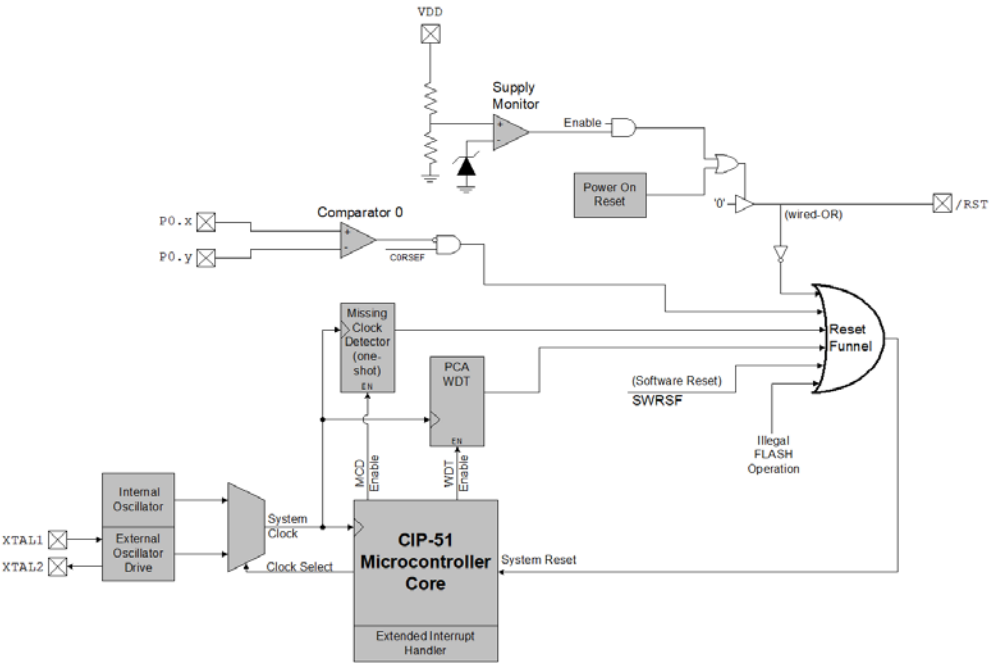 VDD
Supply
Monitor
+
-
Enable
Power On
Reset
'0'
/RST
(wired-OR)
P0.x
P0.y
Comparator 0
+
-
C0RSEF
Missing
Clock
Detector
(one-
shot)
EN
PCA
WDT
EN
Reset
Funnel
(Software Reset)
SWRSF
Illegal
FLASH
Operation
MCD
Enable
WDT
Enable
Internal
Oscillator
External
Oscillator
Drive
XTAL1
XTAL2
System
Clock
Clock Select
CIP-51
Microcontroller
Core
System Reset
Extended Interrupt
Handler